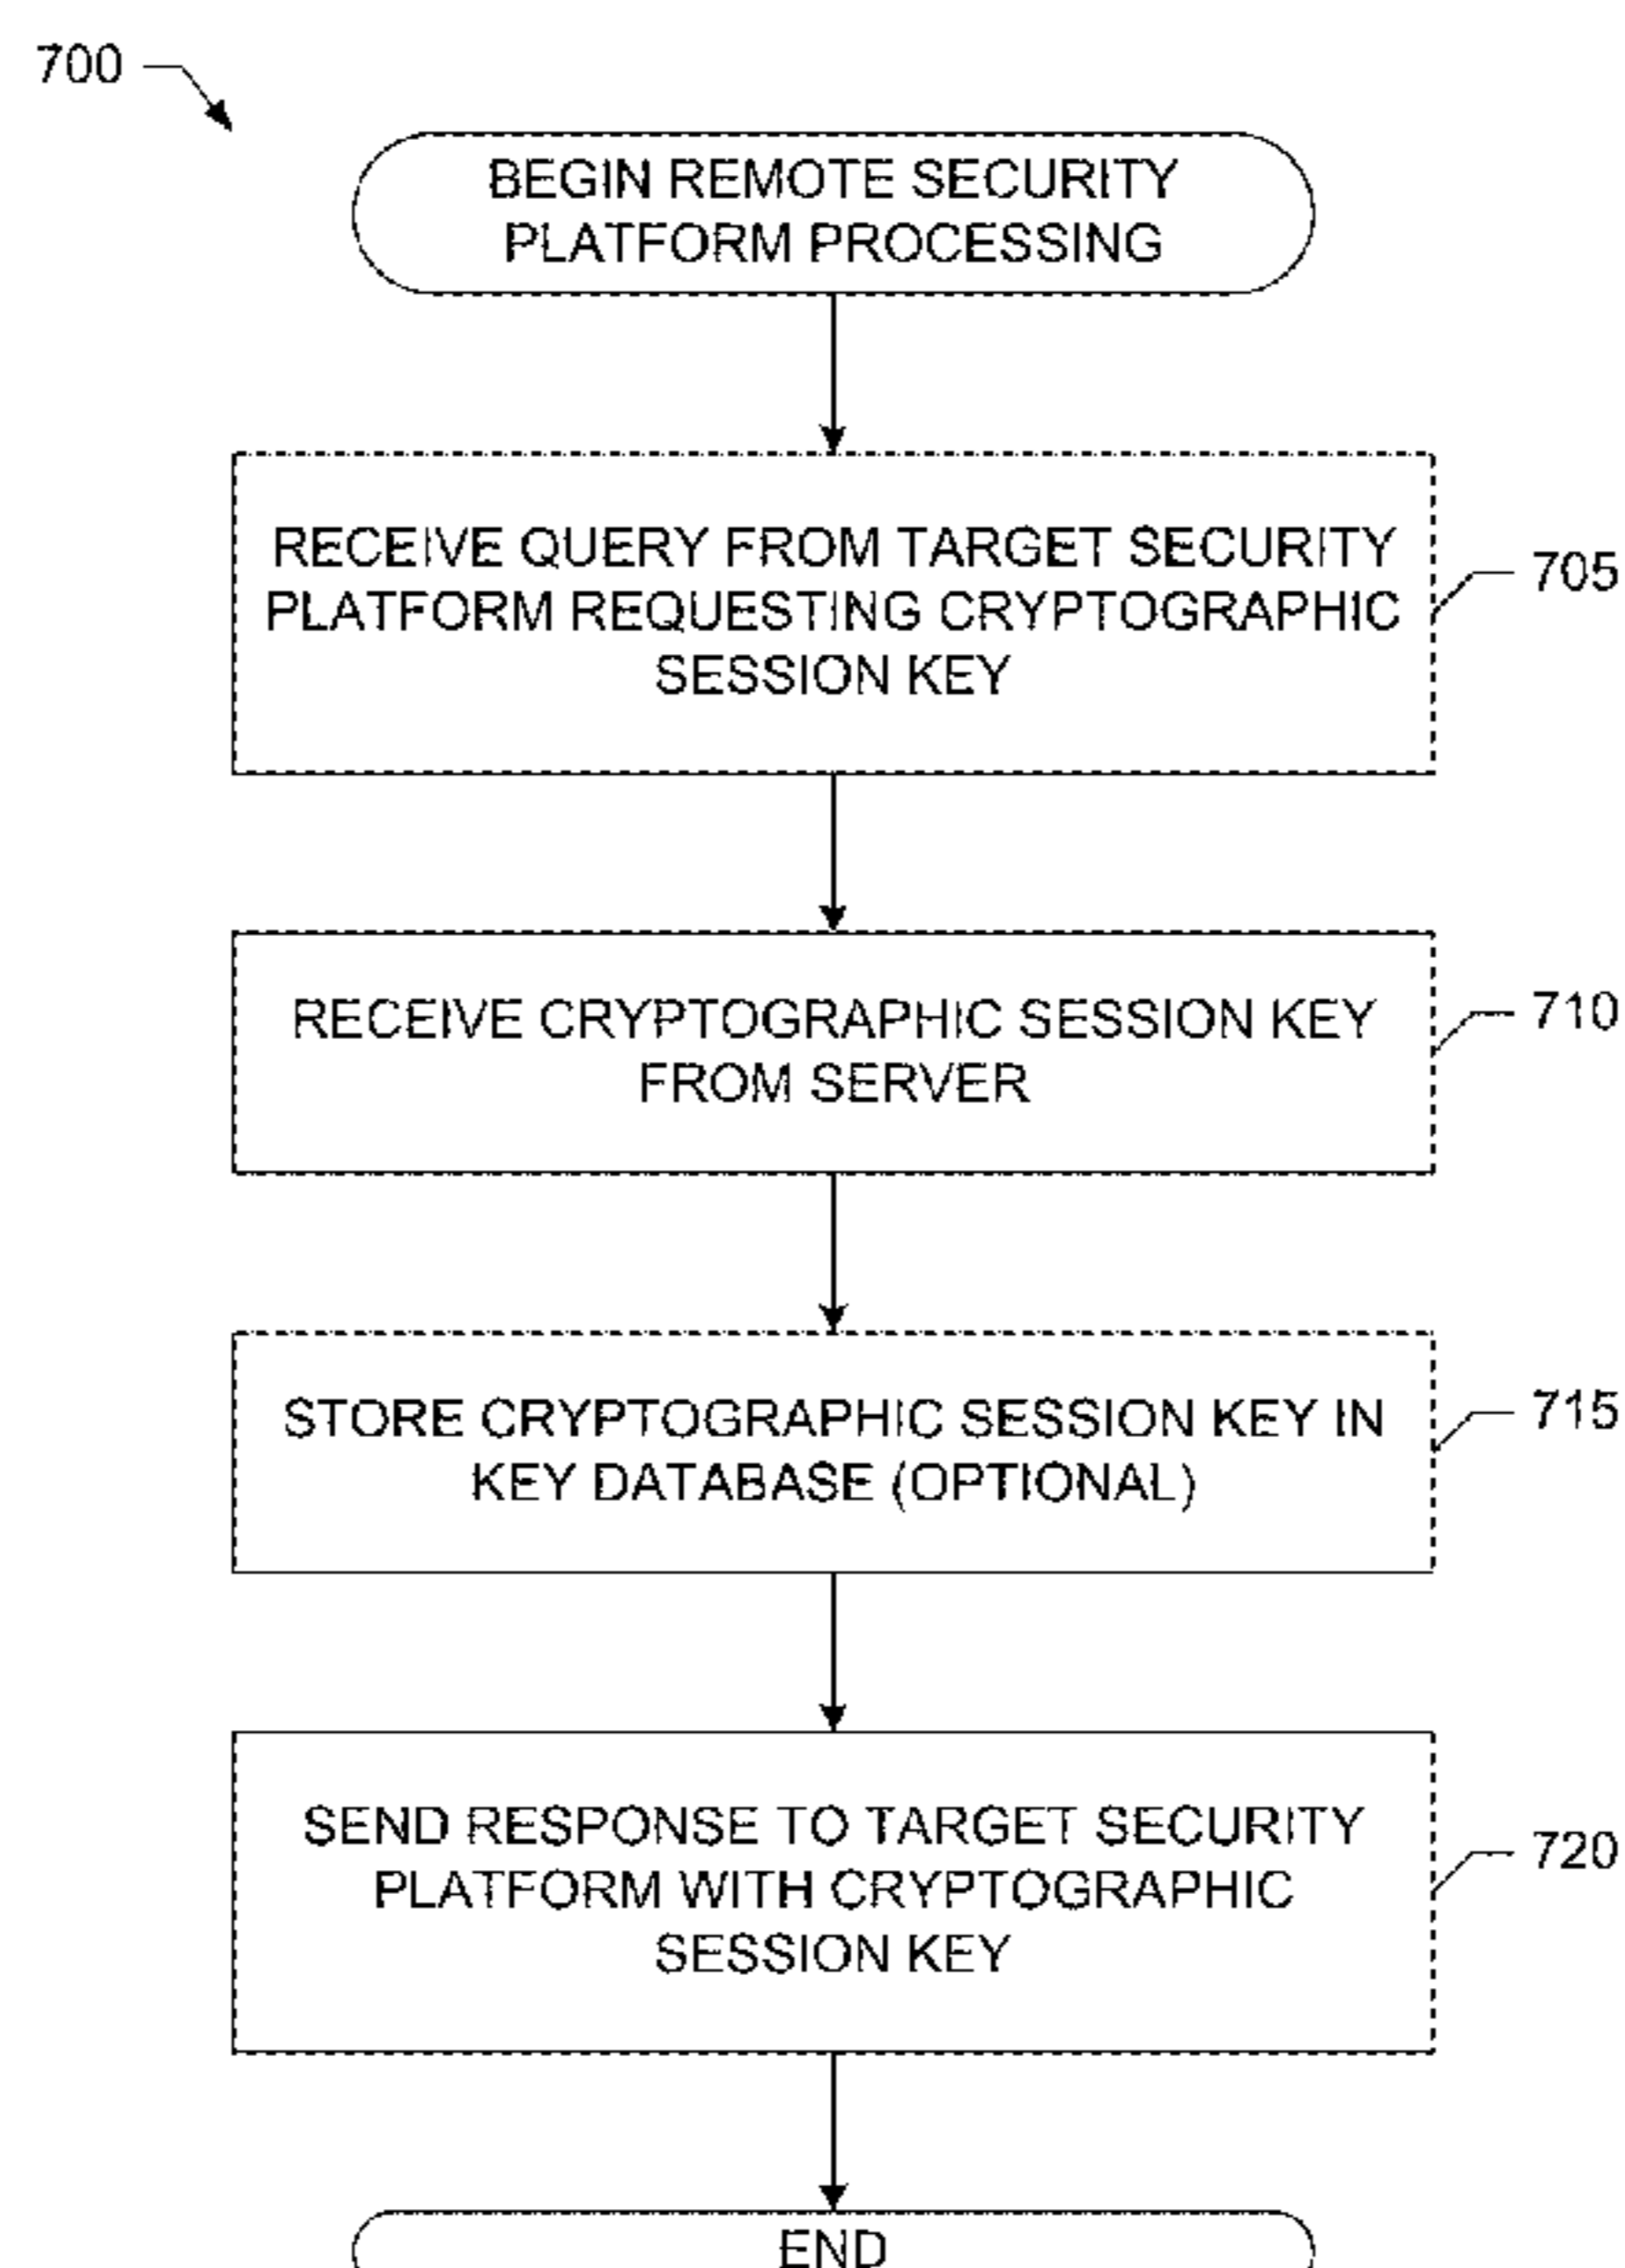 700
BEGIN REMOTE SECURITY
PLATFORM PROCESSING
RECEIVE QUERY FROM TARGET SECURITY
PLATFORM REQUESTING CRYPTOGRAPHIC
SESSION KEY
705
RECEIVE CRYPTOGRAPHIC SESSION KEY
FROM SERVER
710
STORE CRYPTOGRAPHIC SESSION KEY IN
KEY DATABASE (OPTIONAL)
715
SEND RESPONSE TO TARGET SECURITY
PLATFORM WITH CRYPTOGRAPHIC
SESSION KEY
720
END